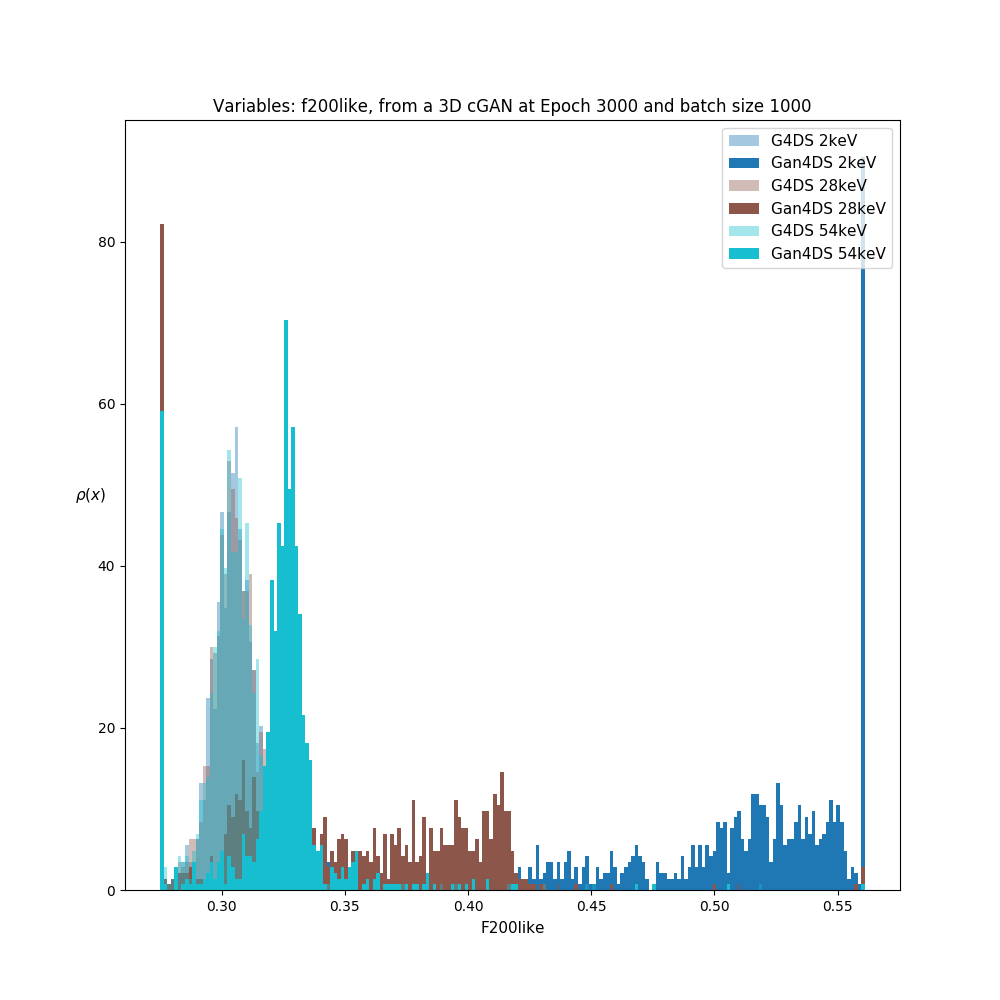 Variables: f200like, from a 3D cGAN at Epoch 3000 and batch size 1000
G4DS 2keV
Gan4DS 2keV
G4DS 28keV
Gan4DS 28keV
G4DS 54keV
Gan4DS 54keV
80
60
ρ(x)
40
20
0
0.30 0.35 0.40 0.45 0.50 0.55
F200like